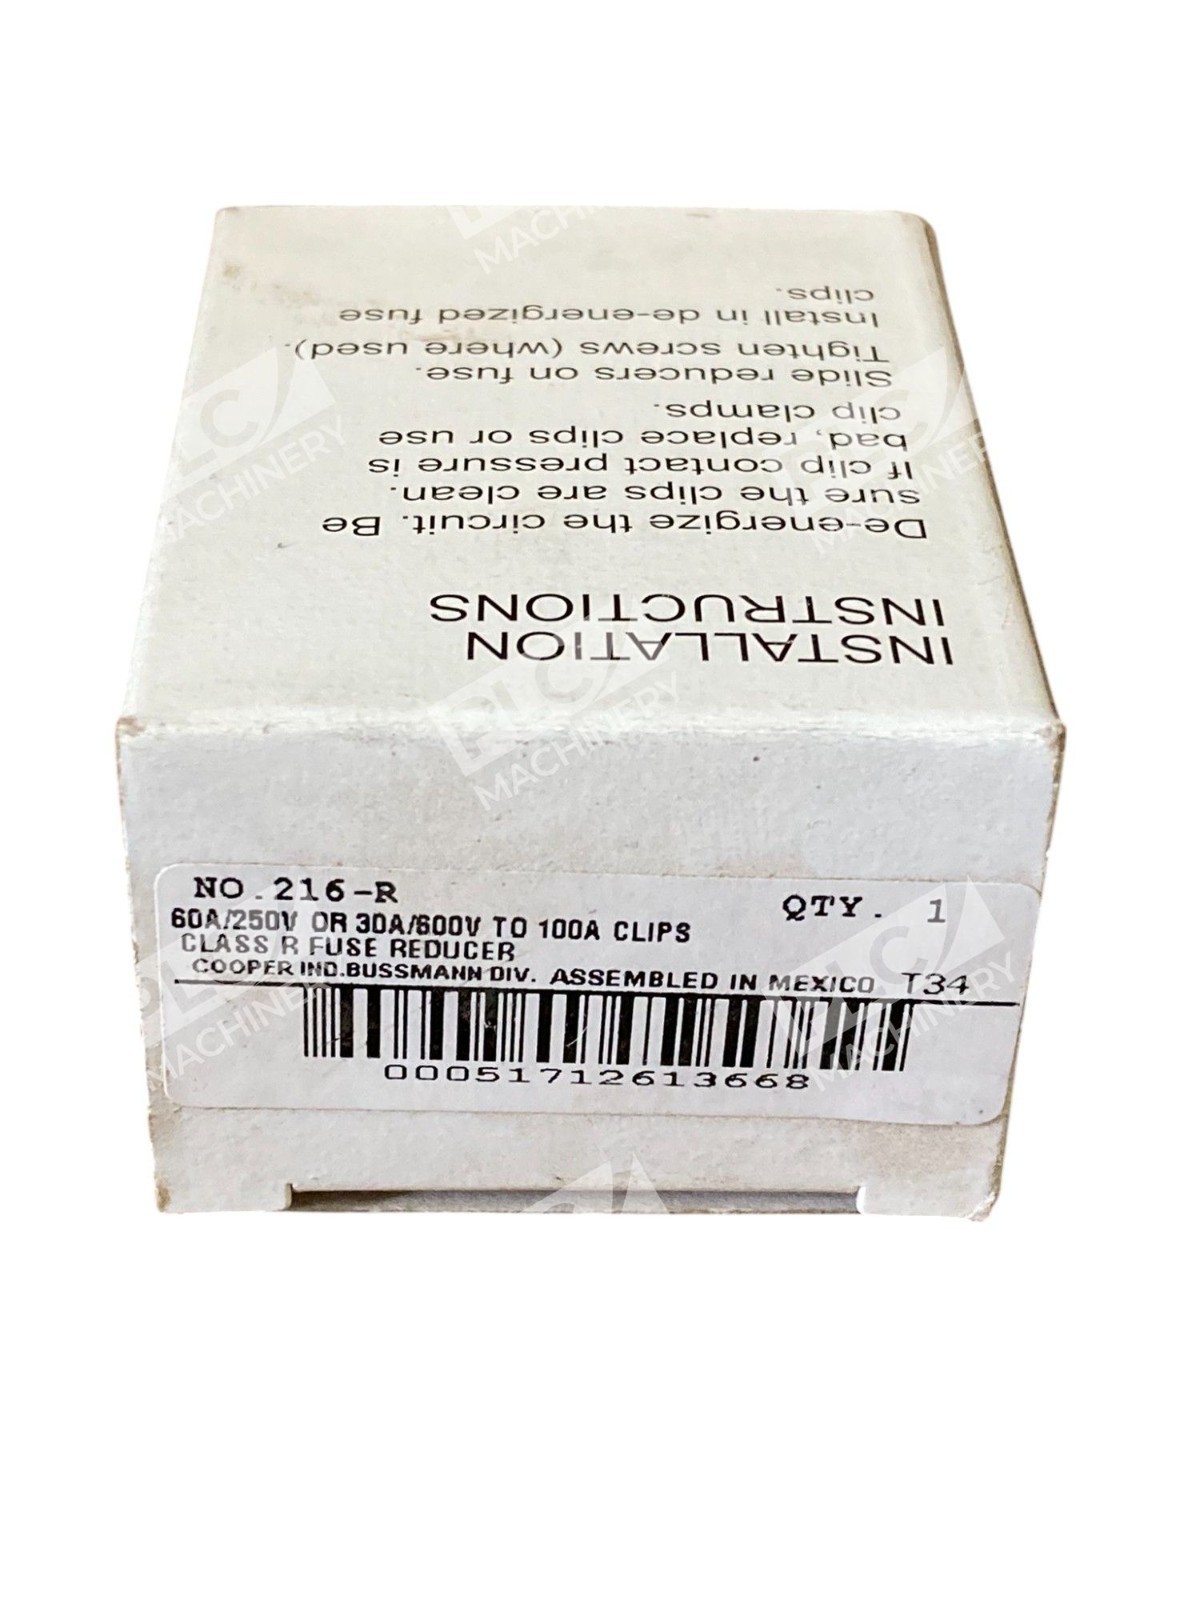 INSTALLATION
INSTRUCTIONS
De-energize the circuit. Be
sure the clips are clean.
If clip contact pressure is
bad, replace clips or use
clip clamps.
Slide reducers on fuse.
Tighten screws (where used).
Install in de-energized fuse
clips.
NO.216-R
QTY. 1
60A/250V OR 30A/600V TO 100A CLIPS
CLASS R FUSE REDUCER
COOPER IND.BUSSMANN DIV. ASSEMBLED IN MEXICO T34
00051712613668
PLC MACHINERY